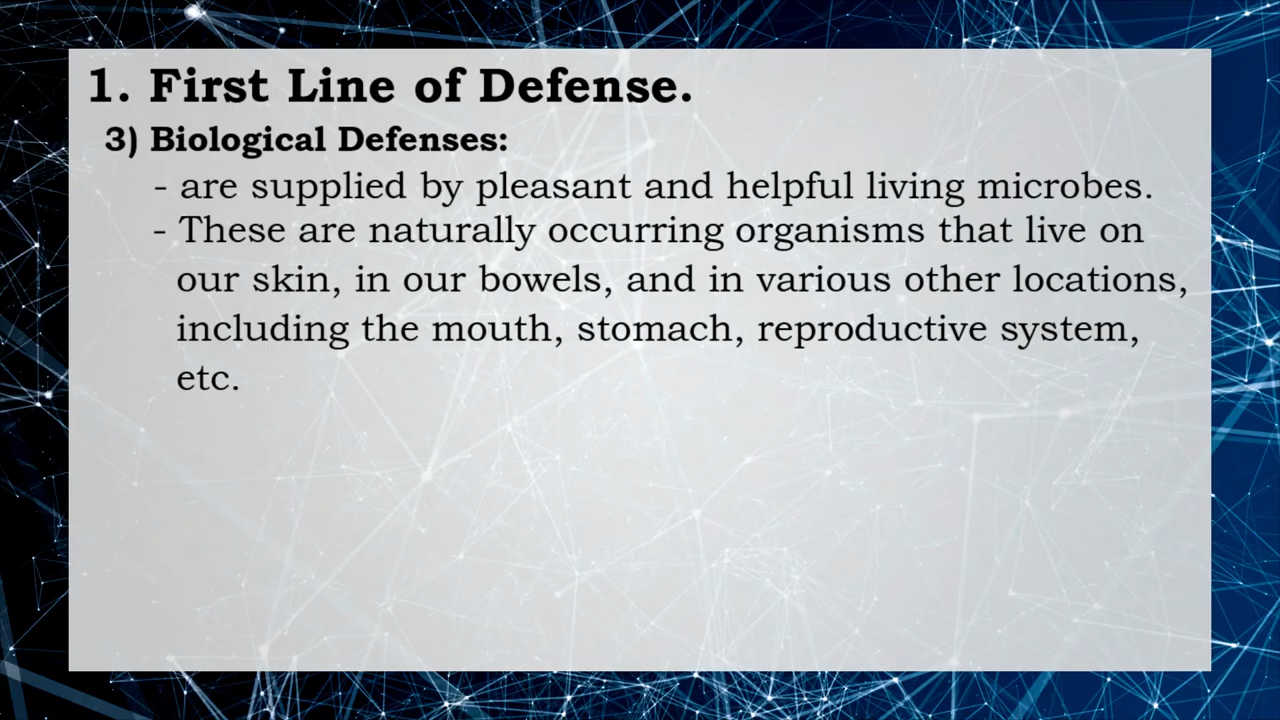 1. First Line of Defense.
3) Biological Defenses:
- are supplied by pleasant and helpful living microbes.
- These are naturally occurring organisms that live on
our skin, in our bowels, and in various other locations,
including the mouth, stomach, reproductive system,
etc.